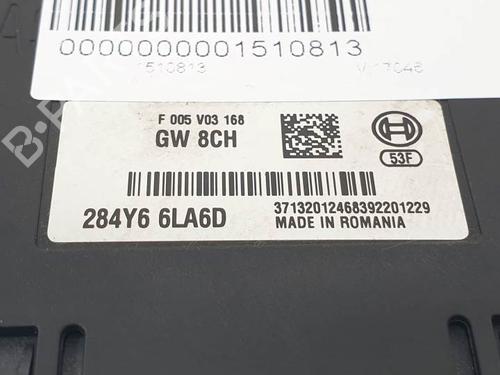 0000000001510813
1510813
F 005 V03 168
GW 8CH
53F
284Y6 6LA6D
37132012468392201229
MADE IN ROMANIA